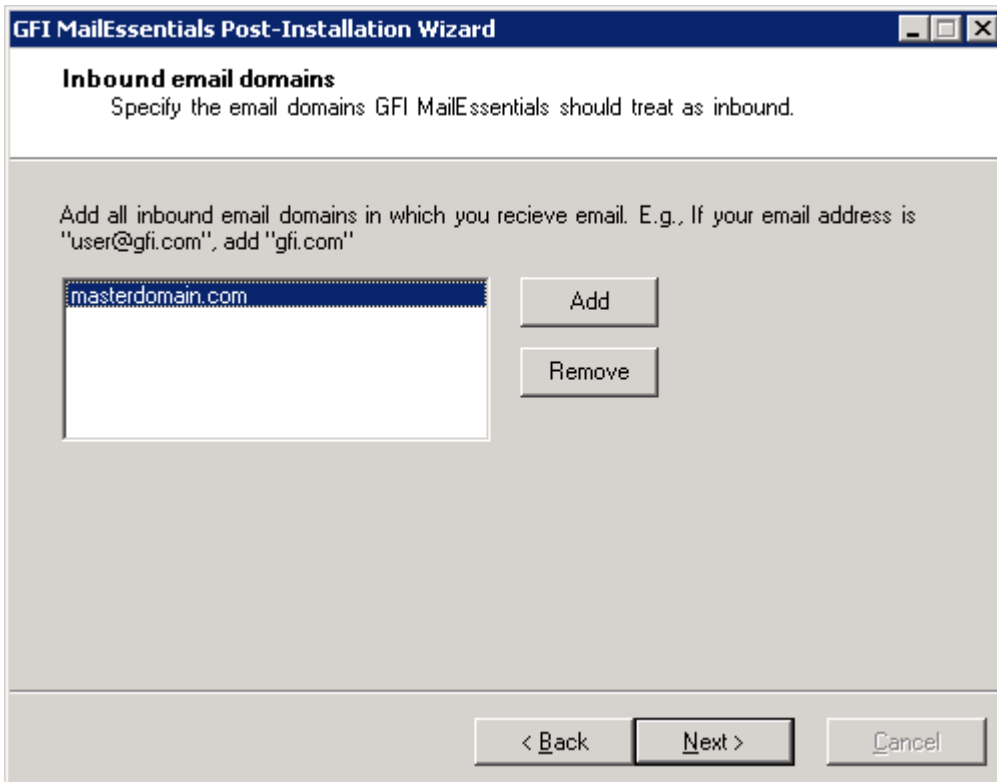 GFI MailEssentials Post-Installation Wizard
Inbound email domains
Specify the email domains GFI MailEssentials should treat as inbound.
Add all inbound email domains in which you recieve email. E.g., If your email address is
"user@gfi.com", add "gfi.com"
masterdomain.com
Add
Remove
< Back
Next >
Cancel